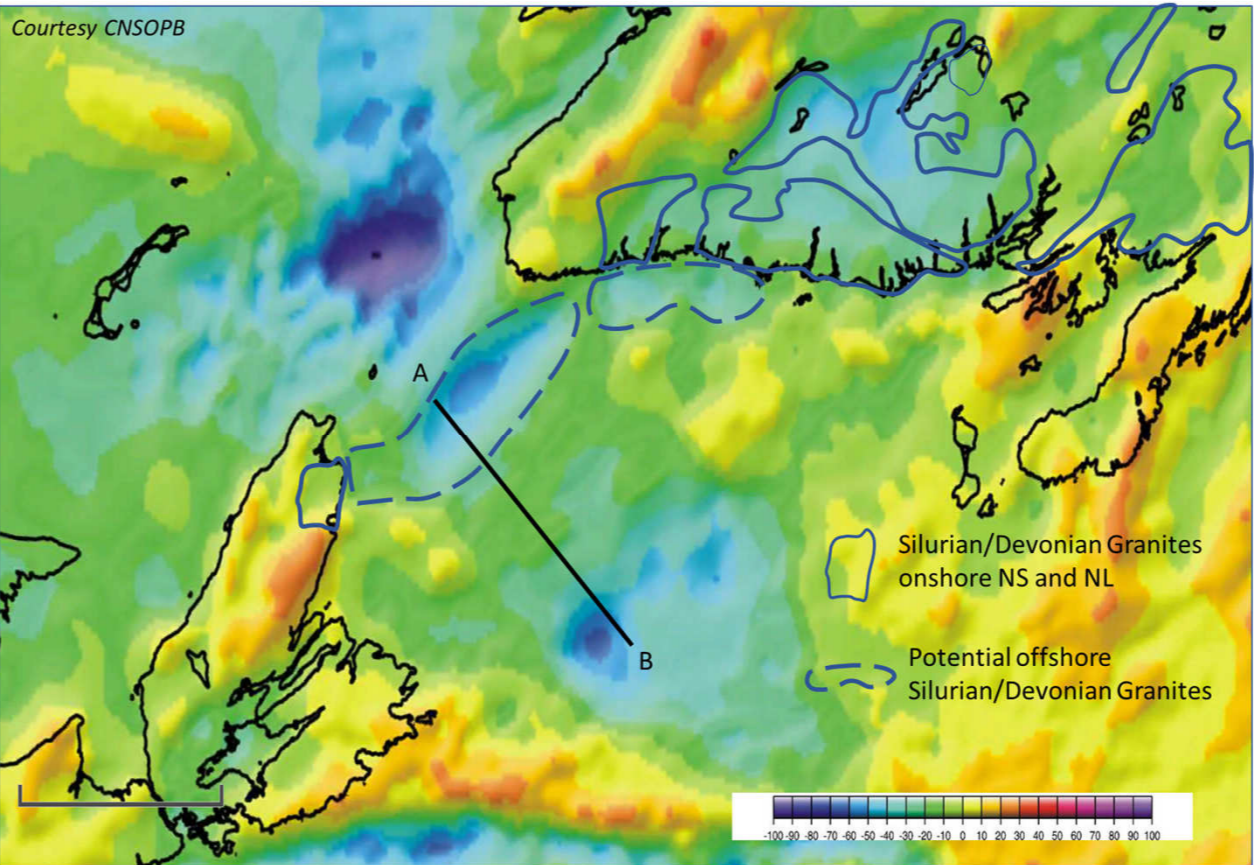 Courtesy CNSOPB
A
B
Silurian/Devonian Granites
onshore NS and NL
Potential offshore
Silurian/Devonian Granites
-100 -90 -80 -70 -60 -50 -40 -30 -20 -10 0 10 20 30 40 50 60 70 80 90 100